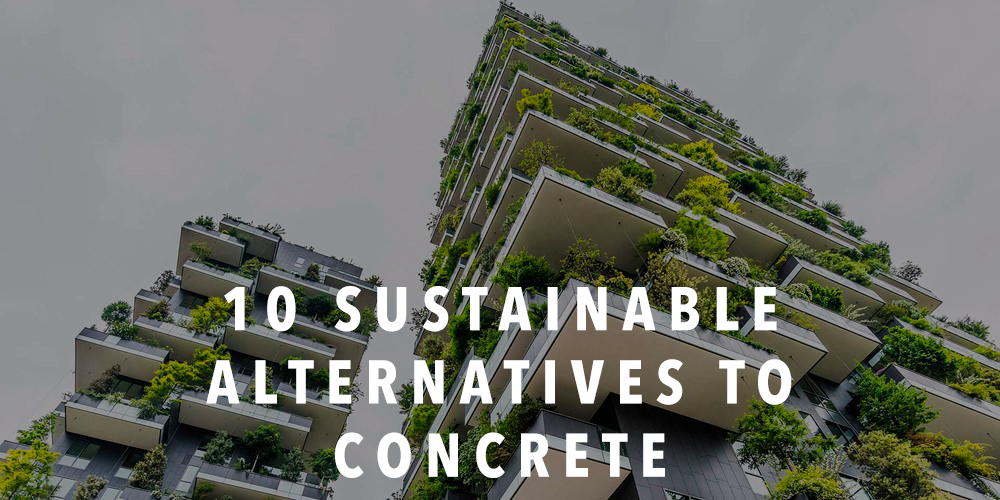 10 SUSTAINABLE
ALTERNATIVES TO
CONCRETE